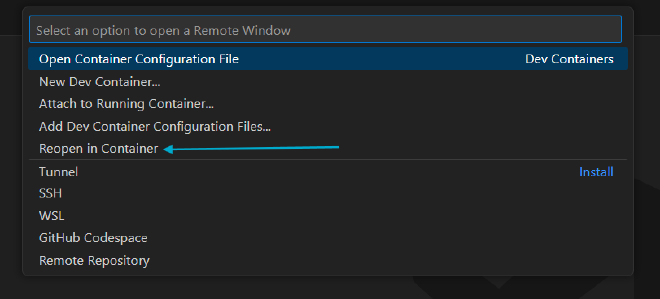 Select an option to open a Remote Window
Open Container Configuration File Dev Containers
New Dev Container...
Attach to Running Container...
Add Dev Container Configuration Files...
Reopen in Container
Tunnel Install
SSH
WSL
GitHub Codespace
Remote Repository